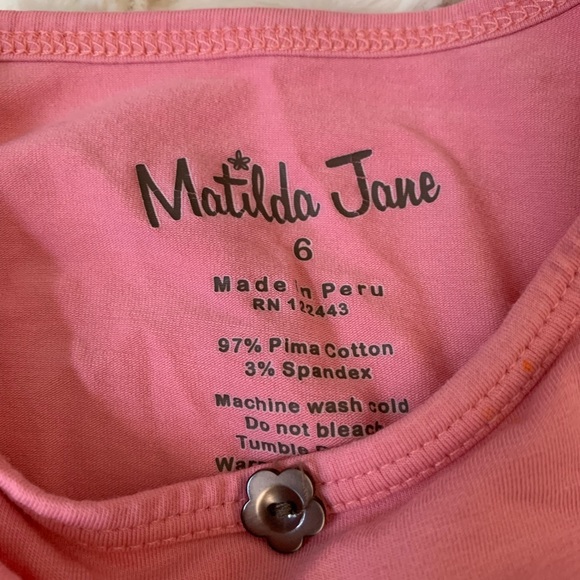 Matilda Jane
6
Made in Peru
RN 122443
97% Pima Cotton
3% Spandex
Machine wash cold
Do not bleach
Tumble